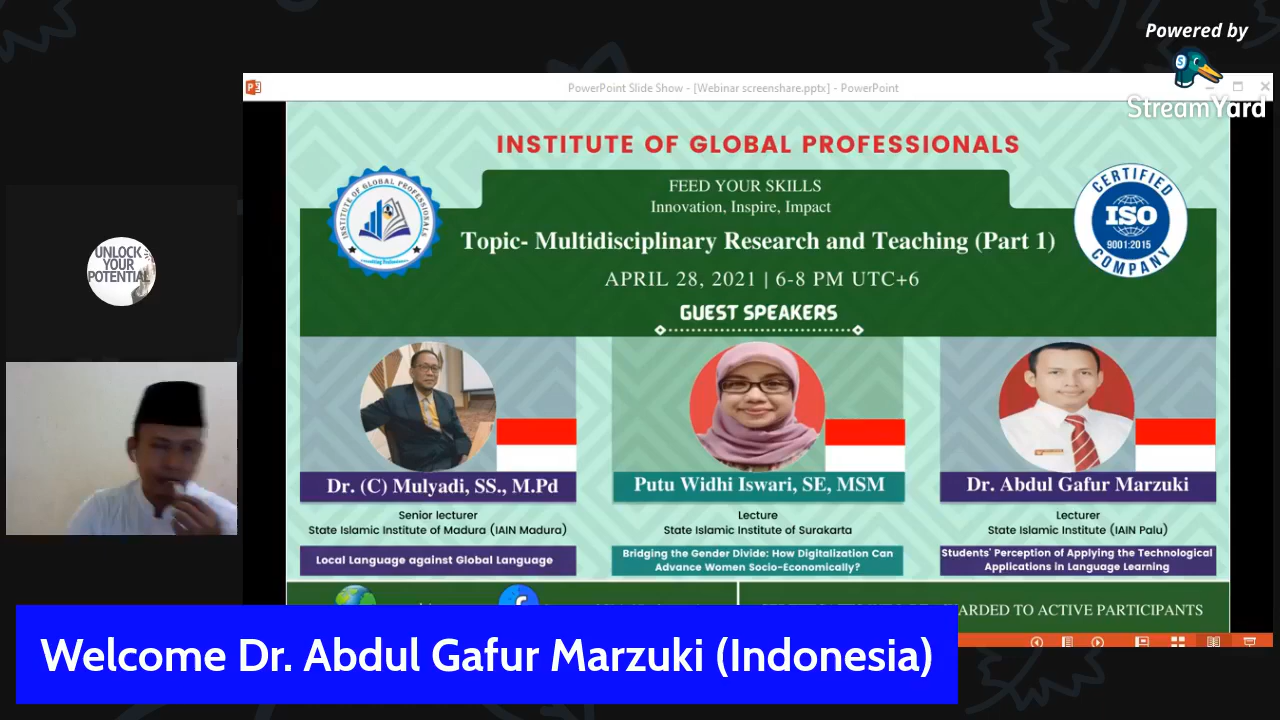 Powered by
StreamYard
PowerPoint Slide Show - [Webinar screenshare.pptx] - PowerPoint
INSTITUTE OF GLOBAL PROFESSIONALS
INSTITUTE OF GLOBAL PROFESSIONALS
FEED YOUR SKILLS
Innovation, Inspire, Impact
Topic- Multidisciplinary Research and Teaching (Part 1)
APRIL 28, 2021 | 6-8 PM UTC+6
GUEST SPEAKERS
CERTIFIED
ISO
9001:2015
COMPANY
UNLOCK
YOUR
POTENTIAL
Dr. (C) Mulyadi, SS., M.Pd
Senior lecturer
State Islamic Institute of Madura (IAIN Madura)
Local Language against Global Language
Putu Widhi Iswari, SE, MSM
Lecture
State Islamic Institute of Surakarta
Bridging the Gender Divide: How Digitalization Can
Advance Women Socio-Economically?
Dr. Abdul Gafur Marzuki
Lecturer
State Islamic Institute (IAIN Palu)
Students' Perception of Applying the Technological
Applications in Language Learning
TO ACTIVE PARTICIPANTS
Welcome Dr. Abdul Gafur Marzuki (Indonesia)